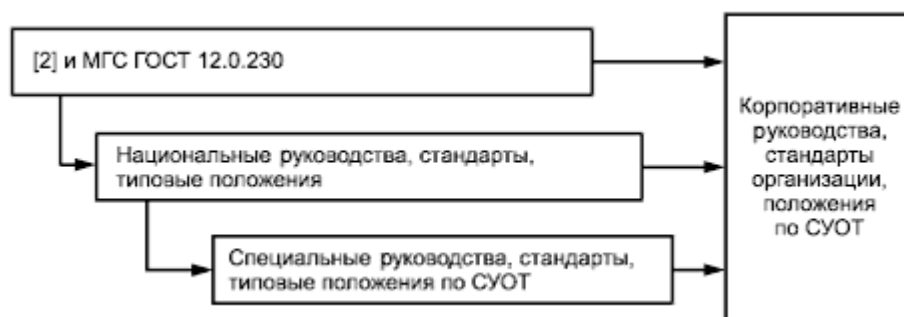 [2] и МГС ГОСТ 12.0.230
Национальные руководства, стандарты,
типовые положения
Специальные руководства, стандарты,
типовые положения по СУОТ
Корпоративные
руководства,
стандарты
организации,
положения
по СУОТ